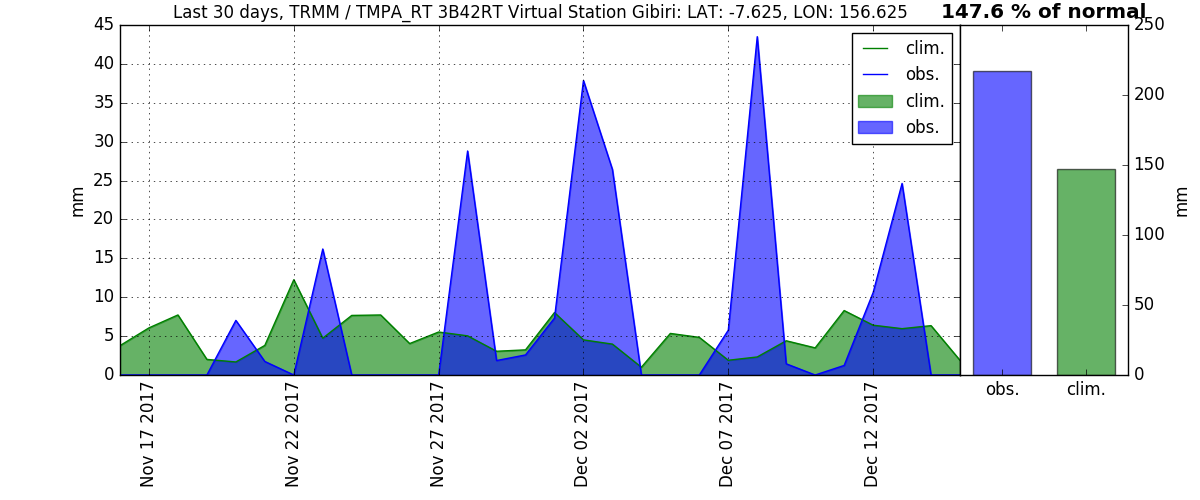 Last 30 days, TRMM / TMPA_RT 3B42RT Virtual Station Gibiri: LAT: -7.625, LON: 156.625
147.6 % of normal
45
40
35
30
25
20
15
10
5
0
mm
clim.
obs.
clim.
obs.
Nov 17 2017
Nov 22 2017
Nov 27 2017
Dec 02 2017
Dec 07 2017
Dec 12 2017
250
200
150
100
50
0
mm
obs.
clim.